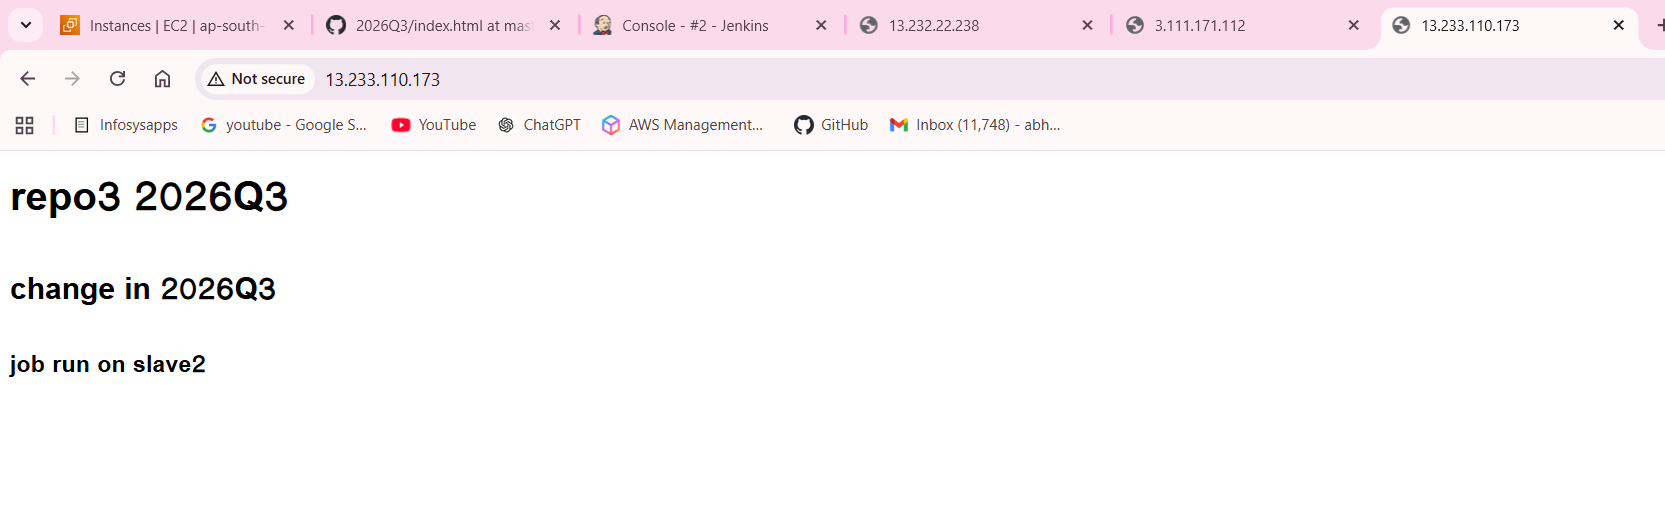 Instances | EC2 | ap-south-
2026Q3/index.html at mast
Console - #2 - Jenkins
13.232.22.238
3.111.171.112
13.233.110.173
Not secure
13.233.110.173
Infosysapps
youtube - Google S...
YouTube
ChatGPT
AWS Management...
GitHub
Inbox (11,748) - abh...
repo3 2026Q3
change in 2026Q3
job run on slave2